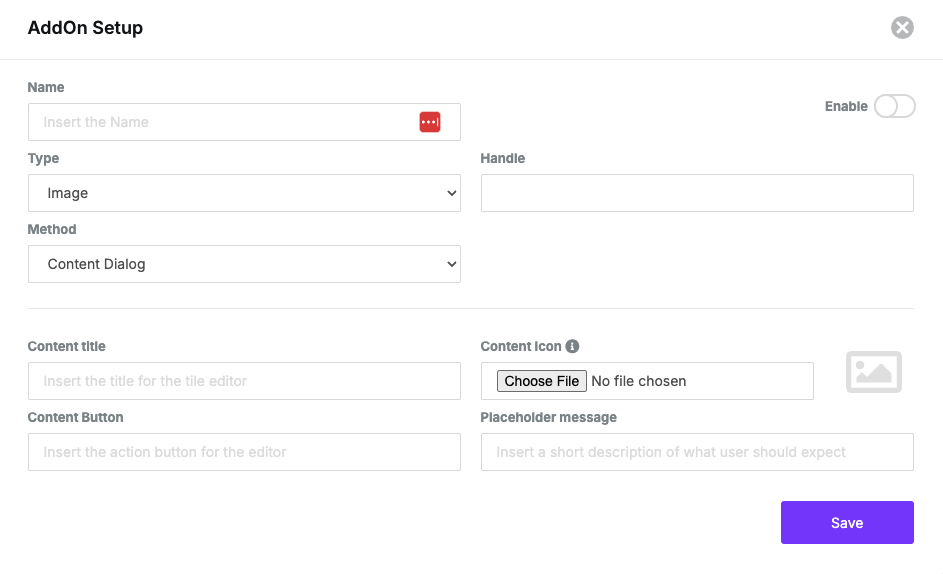 AddOn Setup
Name
Enable
Insert the Name
Type
Handle
Image
Method
Content Dialog
Content title
Content Icon
Insert the title for the tile editor
Choose File No file chosen
Content Button
Placeholder message
Insert the action button for the editor
Insert a short description of what user should expect
Save